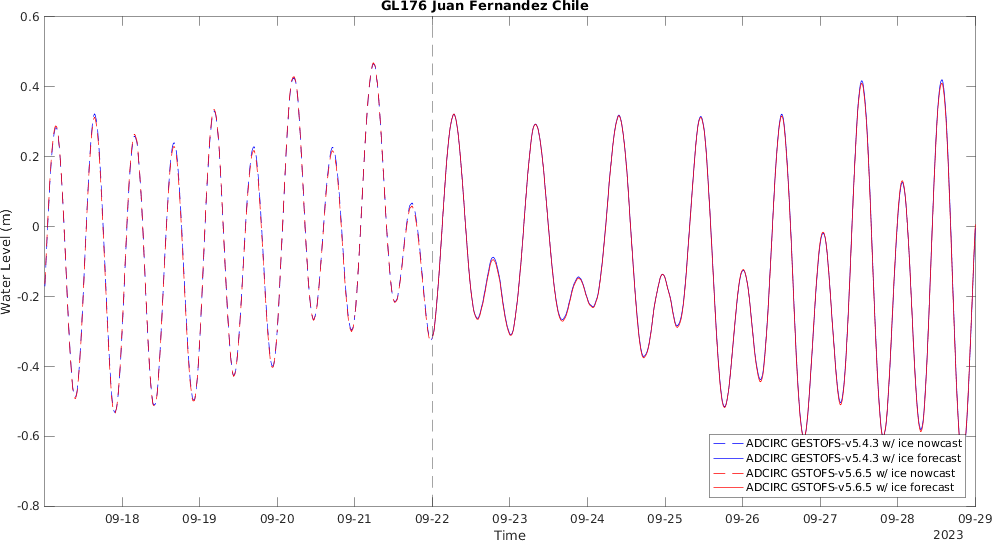 GL176 Juan Fernandez Chile
0.6
0.4
0.2
0
-0.2
-0.4
-0.6
-0.8
Water Level (m)
ADCIRC GESTOFS-v5.4.3 w/ ice nowcast
ADCIRC GESTOFS-v5.4.3 w/ ice forecast
ADCIRC GSTOFS-v5.6.5 w/ ice nowcast
ADCIRC GSTOFS-v5.6.5 w/ ice forecast
09-18 09-19 09-20 09-21 09-22 09-23 09-24 09-25 09-26 09-27 09-28 09-29
Time
2023